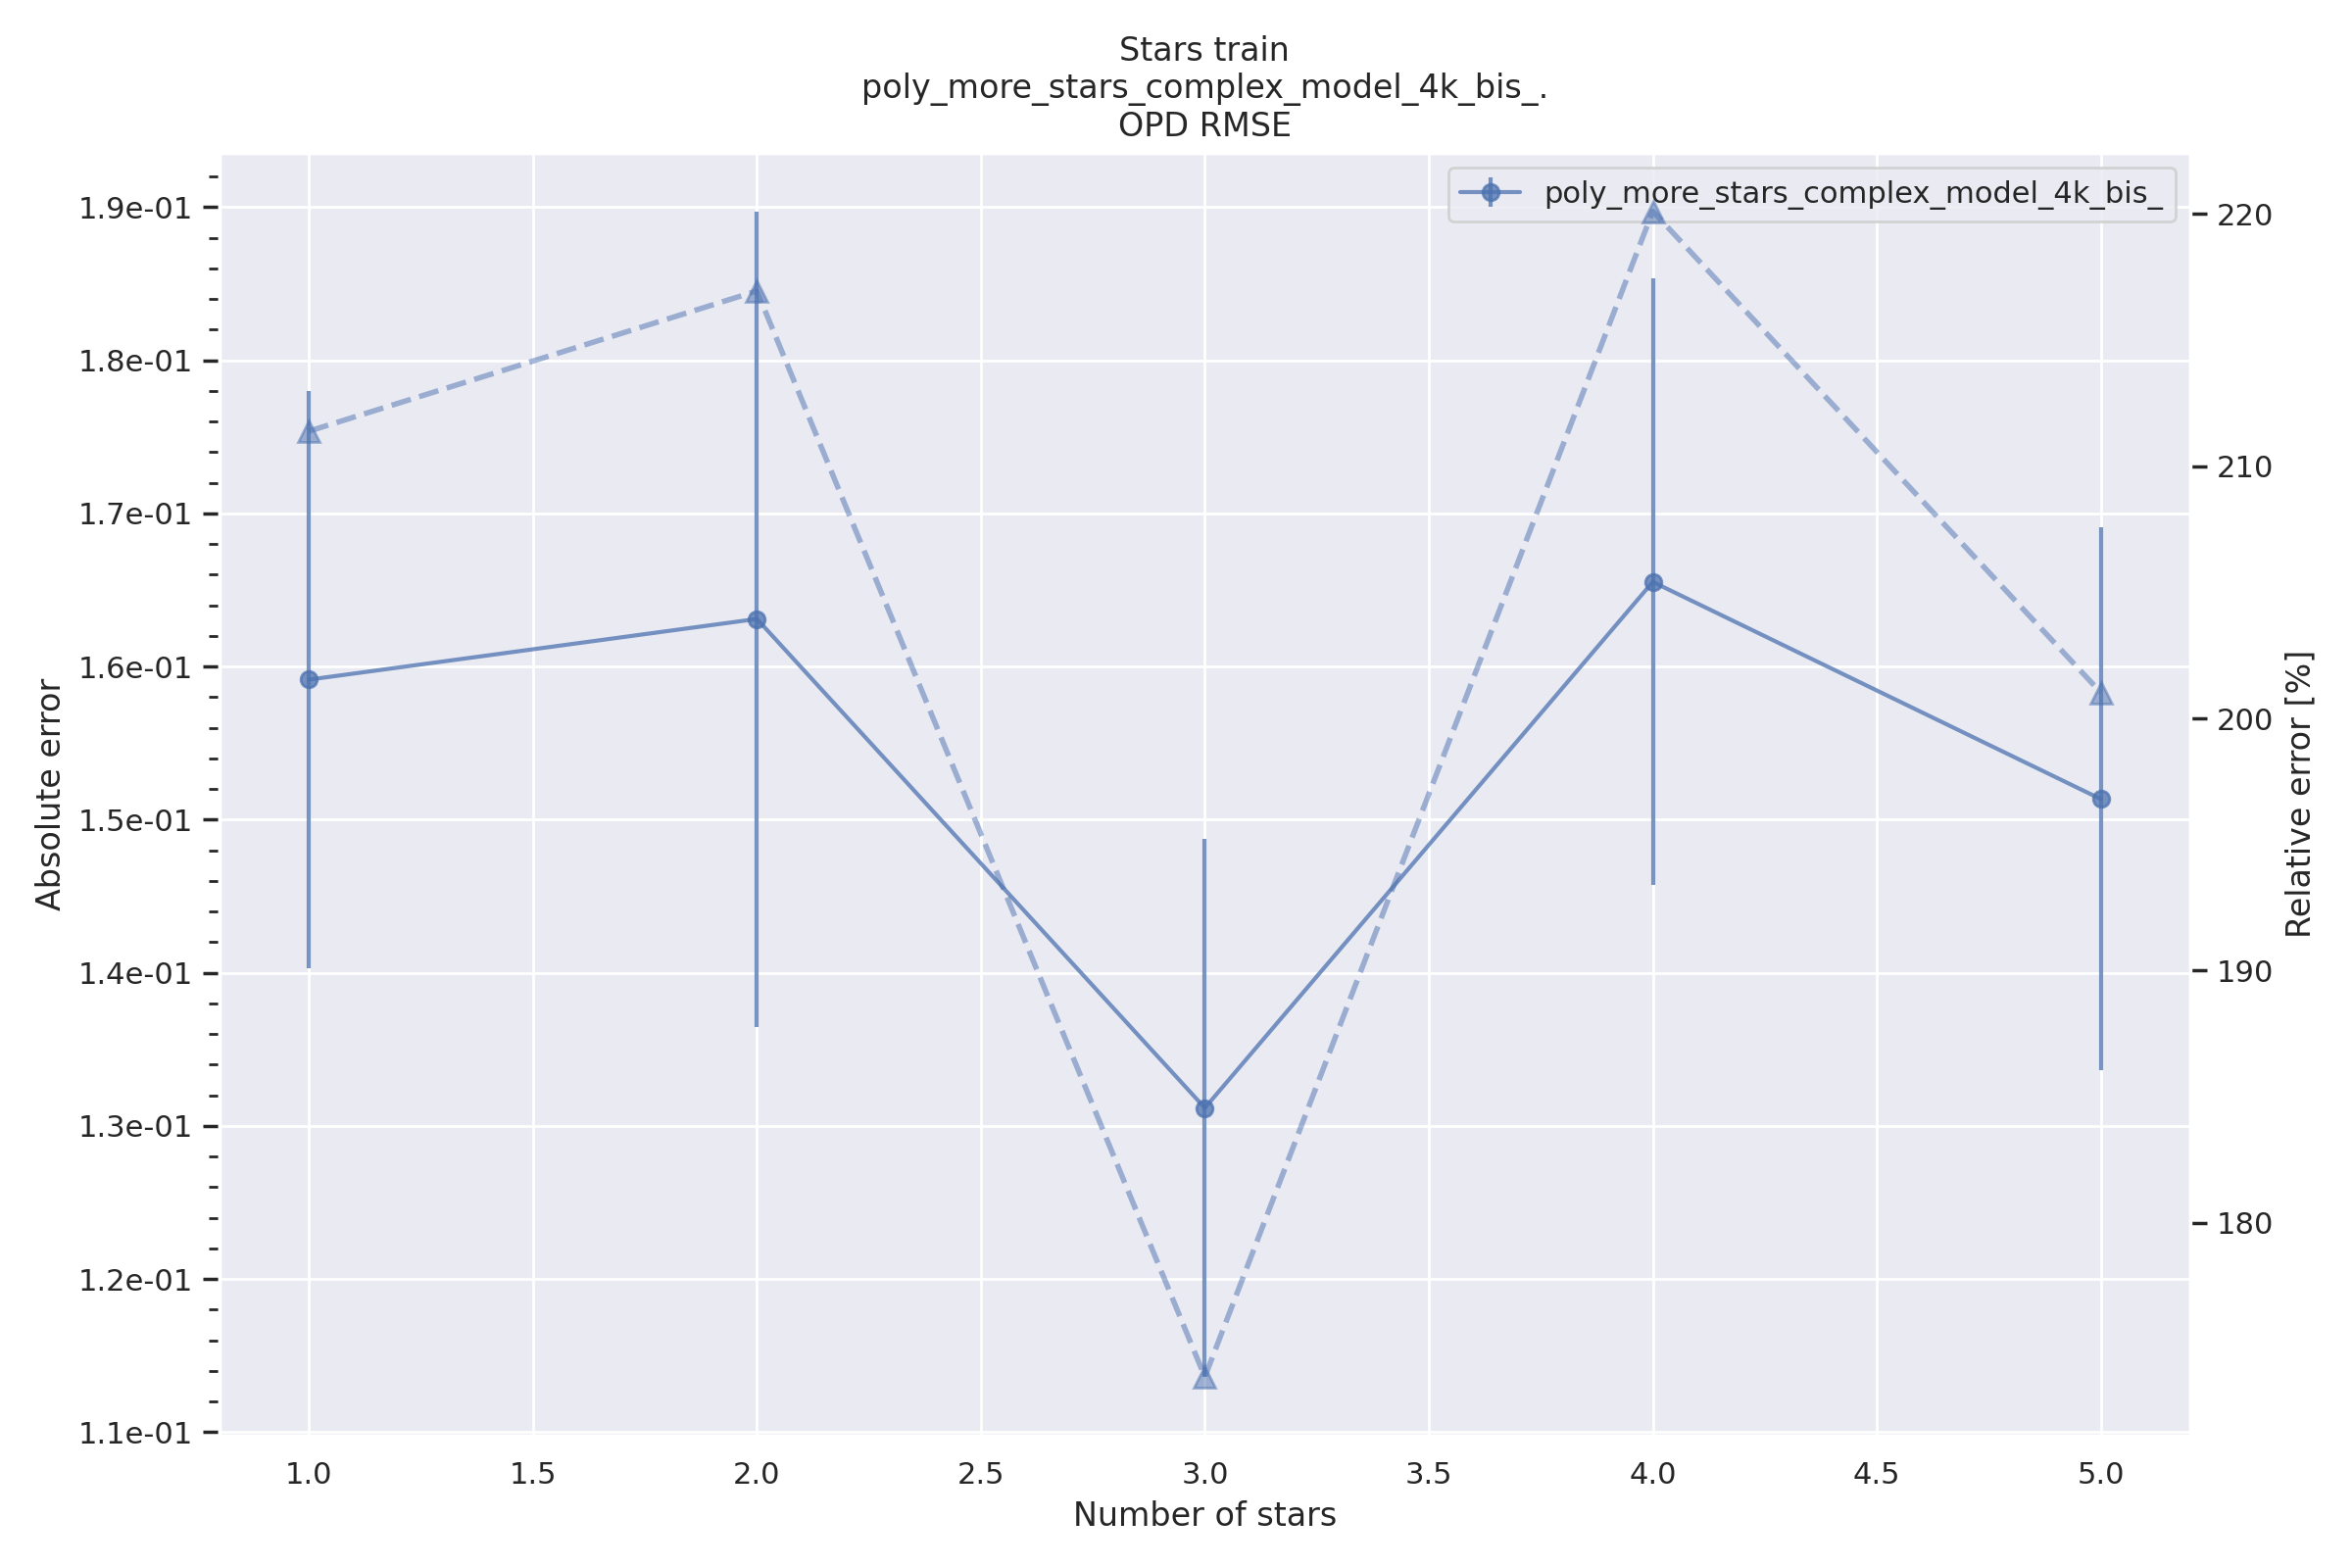 Stars train
poly_more_stars_complex_model_4k_bis_.
OPD RMSE
poly_more_stars_complex_model_4k_bis_
1.9e-01
1.8e-01
1.7e-01
1.6e-01
1.5e-01
1.4e-01
1.3e-01
1.2e-01
1.1e-01
Absolute error
220
210
200
190
180
Relative error [%]
1.0 1.5 2.0 2.5 3.0 3.5 4.0 4.5 5.0
Number of stars